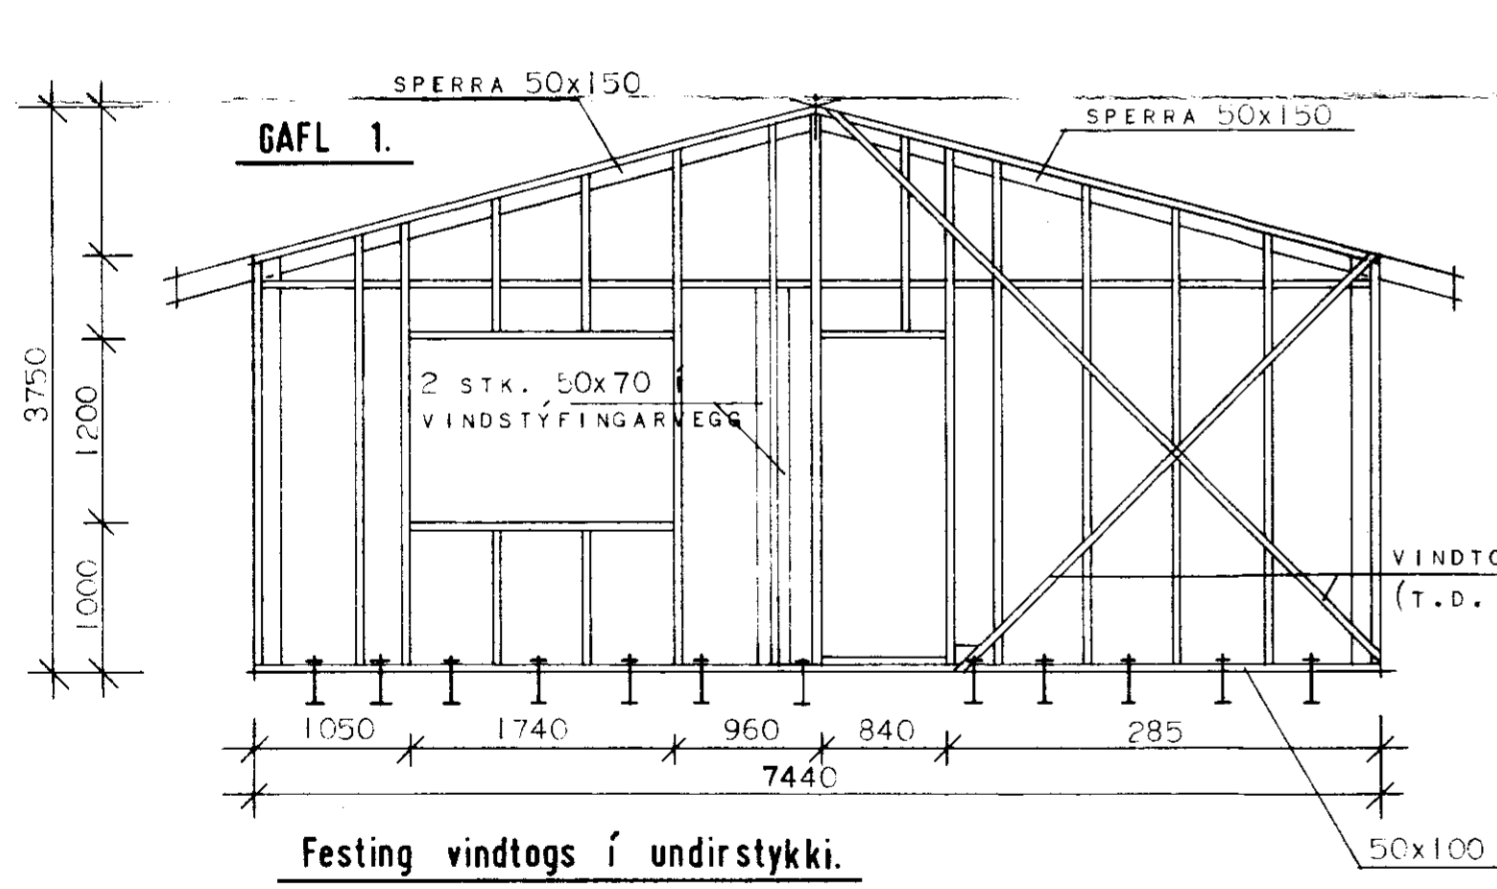 SPERRA 50x150
GAFL 1.
SPERRA 50x150
3750
1200
1000
2 STK. 50x70 Í
VINDSTÝFINGARVEGG
VINDTO
(T.D.
1050 1740 960 840 285
7440
50x100
Festing vindtogs í undirstykki.